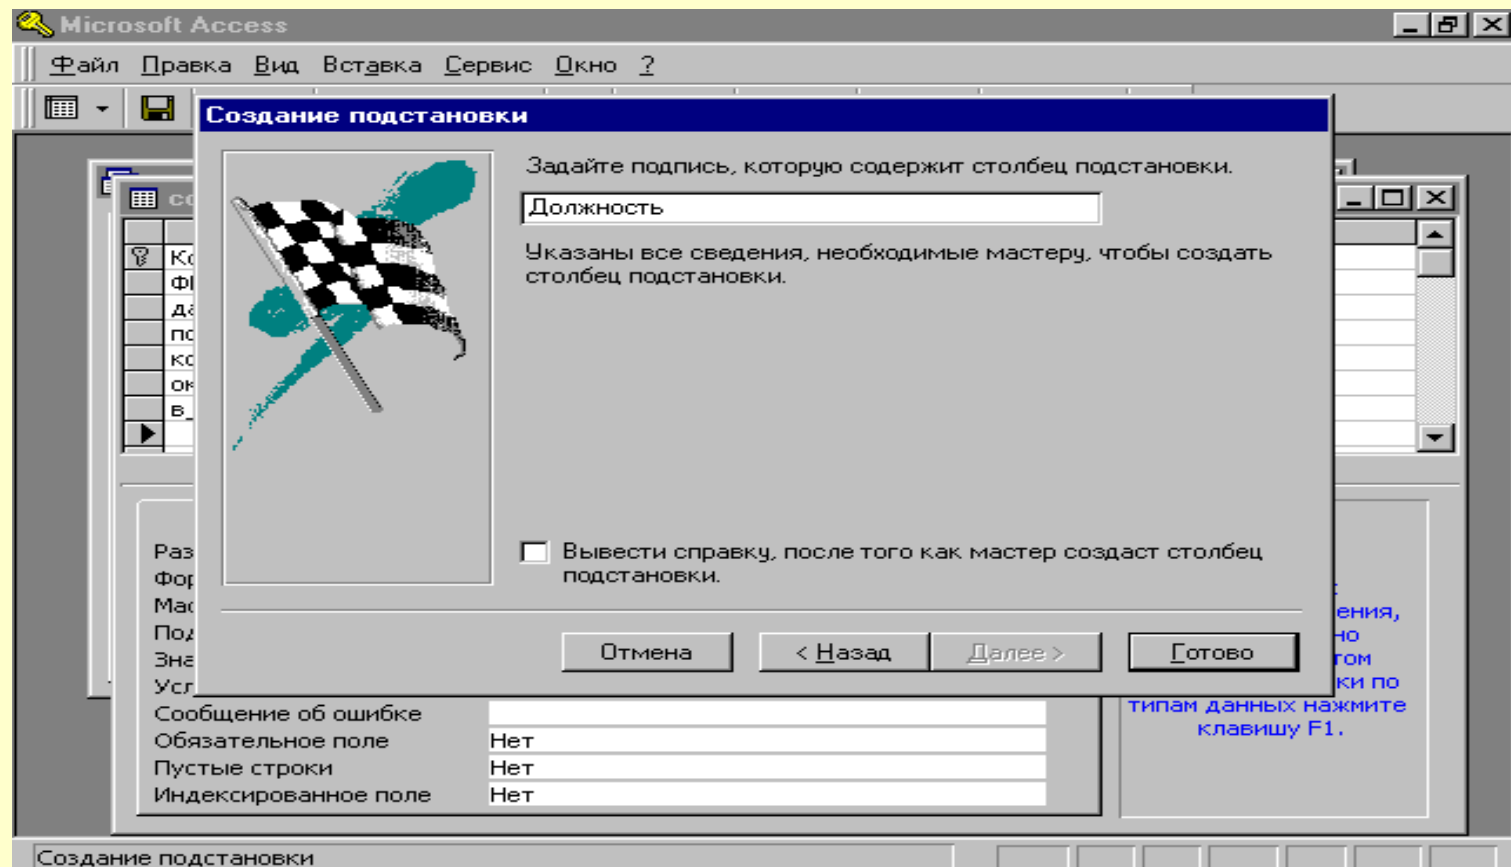 Microsoft Access
Файл Правка Вид Вставка Сервис Окно ?
Создание подстановки
Задайте подпись, которую содержит столбец подстановки.
Должность
Указаны все сведения, необходимые мастеру, чтобы создать
столбец подстановки.
Вывести справку, после того как мастер создаст столбец
подстановки.
Отмена
< Назад
Далее >
Готово
Сообщение об ошибке
Обязательное поле Нет
Пустые строки Нет
Индексированное поле Нет
ки по
типам данных нажмите
клавишу F1.
Создание подстановки